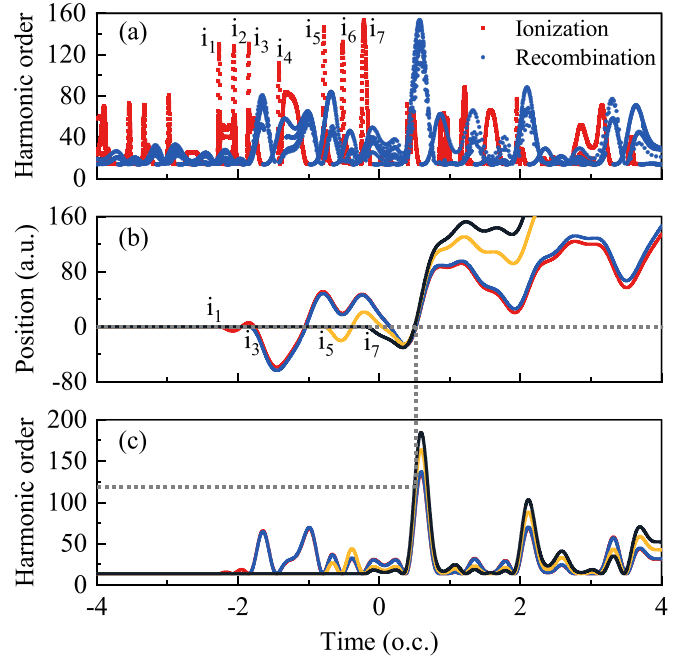 160
(a)
Ionization
Recombination
i1 i2 i3 i4 i5 i6 i7
120
80
40
0
Harmonic order
160
(b)
80
0
-80
Position (a.u.)
i1
i3
i5
i7
200
(c)
150
100
50
0
Harmonic order
-4 -2 0 2 4
Time (o.c.)